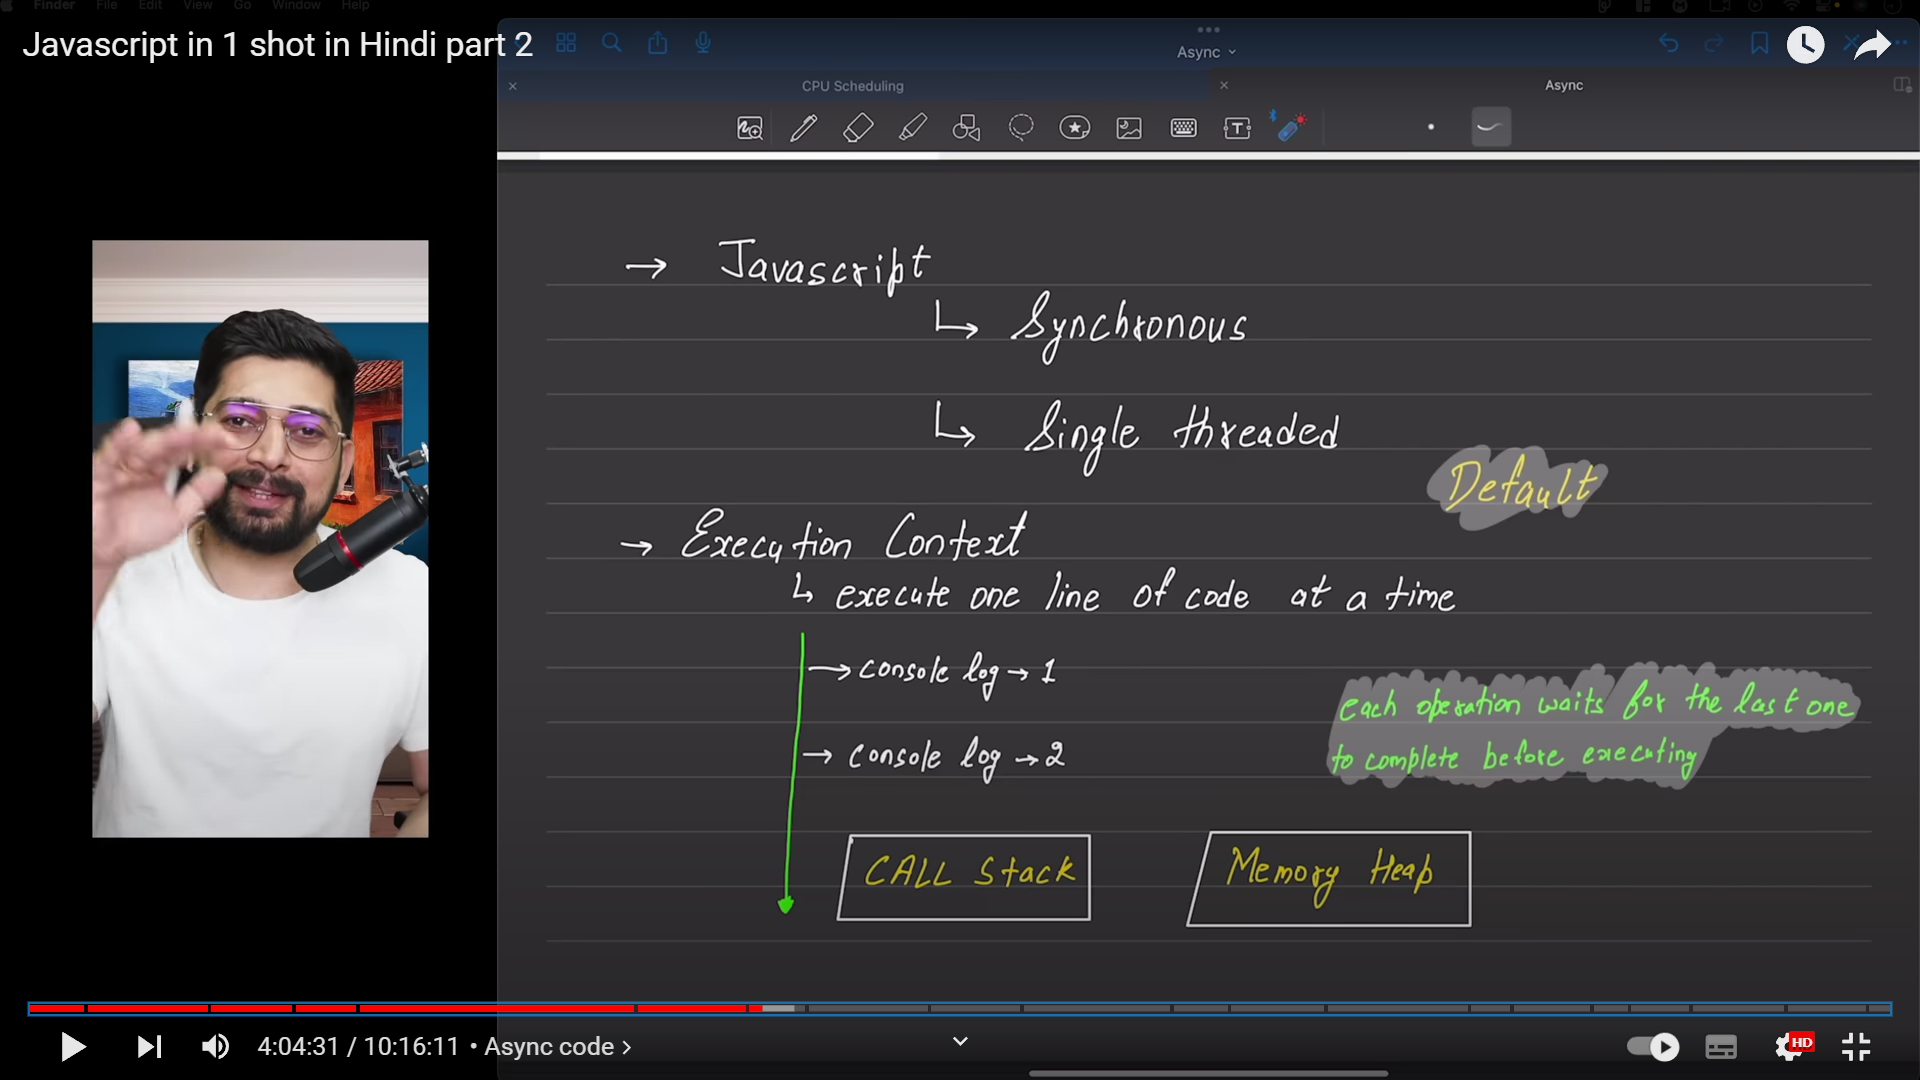 Finder File Edit View Go Window Help
Javascript in 1 shot in Hindi part 2
Async
CPU Scheduling
Async
T
→ Javascript
↳ Synchronous
↳ Single threaded
Default
→ Execution Context
↳ execute one line of code at a time
→ console log → 1
each operation waits for the last one
→ console log → 2
to complete before executing
CALL Stack
Memory Heap
4:04:31 / 10:16:11 • Async code >
HD